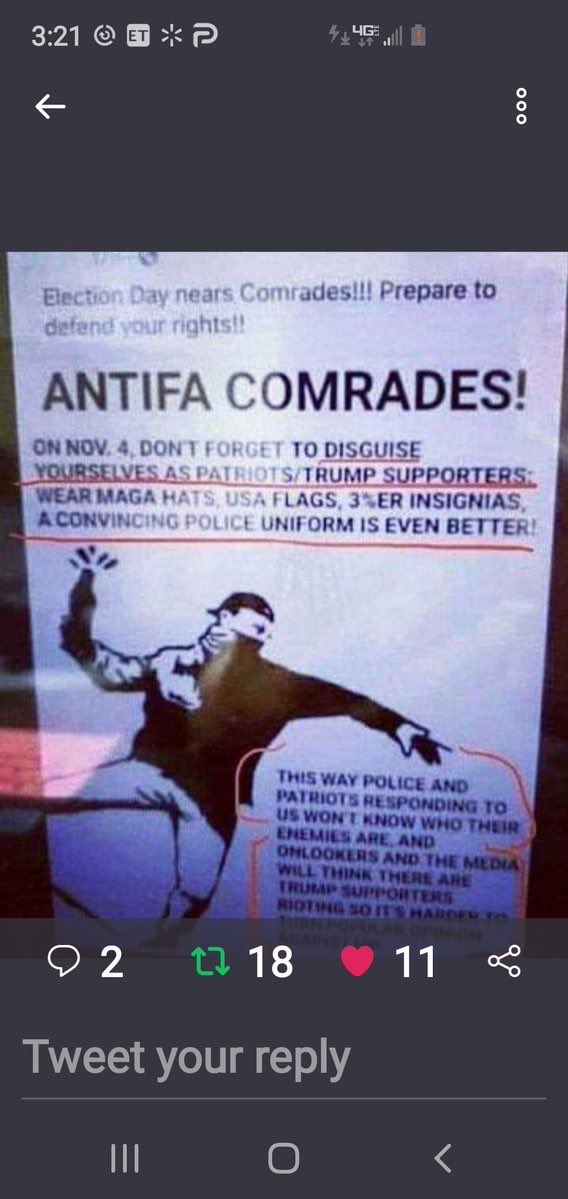 3:21 ET 4GE
Election Day nears Comrades!!! Prepare to
defend your rights!!
ANTIFA COMRADES!
ON NOV. 4, DON'T FORGET TO DISGUISE
YOURSELVES AS PATRIOTS/TRUMP SUPPORTERS:
WEAR MAGA HATS, USA FLAGS, 3%ER INSIGNIAS,
A CONVINCING POLICE UNIFORM IS EVEN BETTER!
THIS WAY POLICE AND
PATRIOTS RESPONDING TO
US WON'T KNOW WHO THEIR
ENEMIES ARE, AND
ONLOOKERS AND THE MEDIA
WILL THINK THERE ARE
TRUMP SUPPORTERS
RIOTING SO IT'S HARDER TO
TURN POPULAR OPINION
2 18 11
Tweet your reply